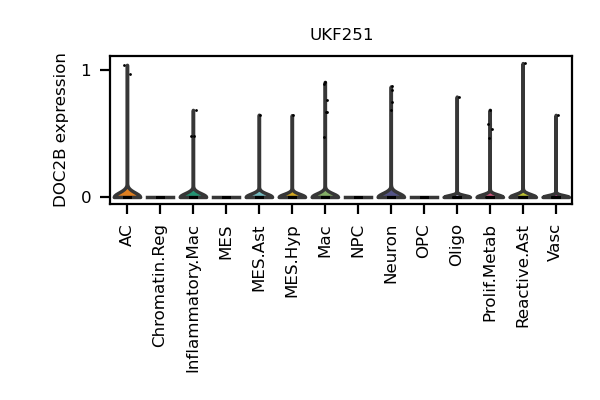 UKF251
DOC2B expression
1
0
AC
Chromatin.Reg
Inflammatory.Mac
MES
MES.Ast
MES.Hyp
Mac
NPC
Neuron
OPC
Oligo
Prolif.Metab
Reactive.Ast
Vasc